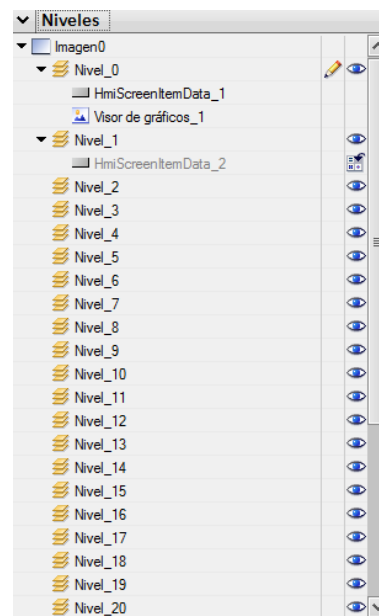 Niveles
Imagen0
Nivel_0
HmiScreenItemData_1
Visor de gráficos_1
Nivel_1
HmiScreenItemData_2
Nivel_2
Nivel_3
Nivel_4
Nivel_5
Nivel_6
Nivel_7
Nivel_8
Nivel_9
Nivel_10
Nivel_11
Nivel_12
Nivel_13
Nivel_14
Nivel_15
Nivel_16
Nivel_17
Nivel_18
Nivel_19
Nivel_20